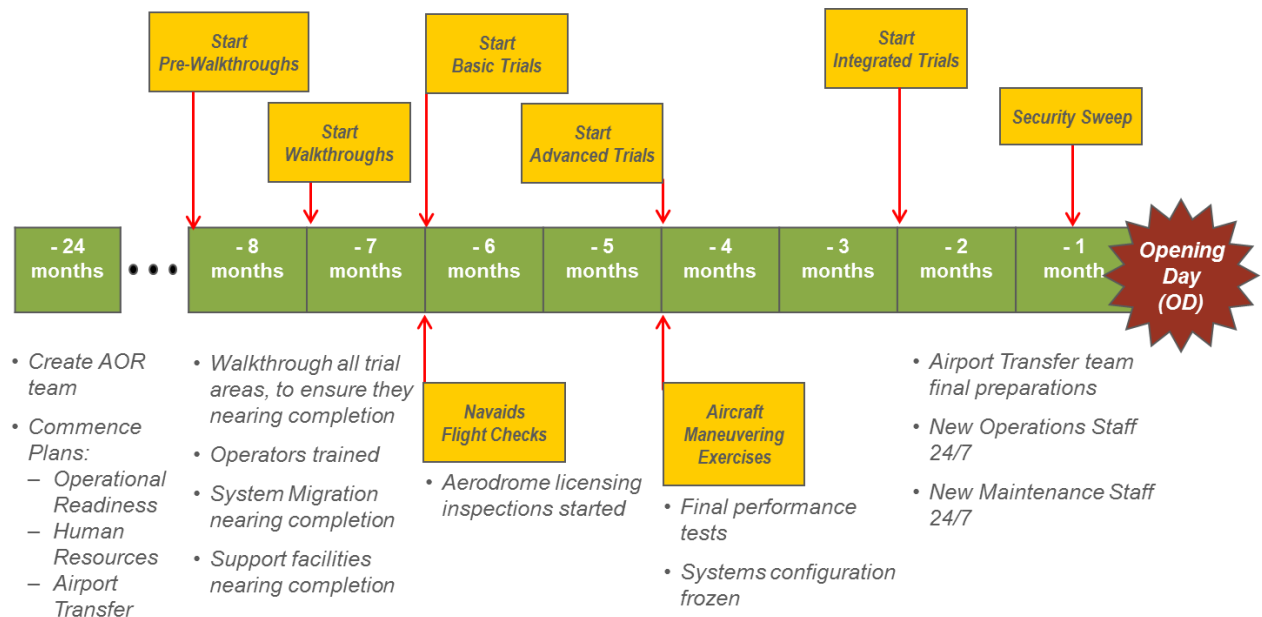 Start
Pre-Walkthroughs
Start
Walkthroughs
Start
Basic Trials
Start
Advanced Trials
Start
Integrated Trials
Security Sweep
- 24
months
- 8
months
- 7
months
- 6
months
- 5
months
- 4
months
- 3
months
- 2
months
- 1
month
Opening
Day
(OD)
• Create AOR
team
• Commence
Plans:
– Operational
Readiness
– Human
Resources
– Airport
Transfer
• Walkthrough all trial
areas, to ensure they
nearing completion
• Operators trained
• System Migration
nearing completion
• Support facilities
nearing completion
Navaids
Flight Checks
• Aerodrome licensing
inspections started
Aircraft
Maneuvering
Exercises
• Final performance
tests
• Systems configuration
frozen
• Airport Transfer team
final preparations
• New Operations Staff
24/7
• New Maintenance Staff
24/7